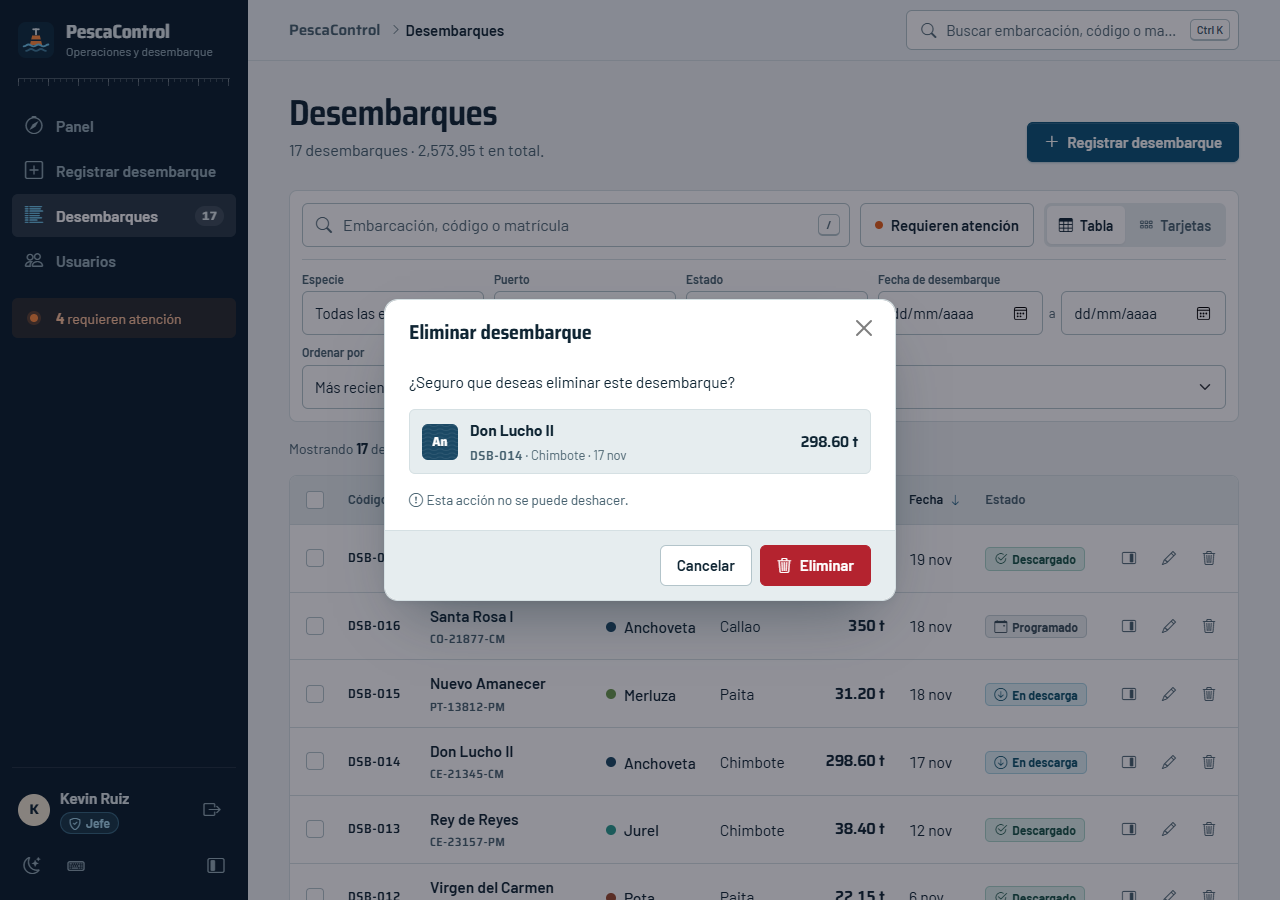 PescaControl
Operaciones y desembarque
Panel
Registrar desembarque
Desembarques 17
Usuarios
4 requieren atención
Kevin Ruiz
K
Jefe
PescaControl > Desembarques
Buscar embarcación, código o ma... Ctrl K
Desembarques
17 desembarques · 2,573.95 t en total.
Registrar desembarque
Embarcación, código o matrícula /
Requieren atención
Tabla
Tarjetas
Especie Puerto Estado Fecha de desembarque
Todas las e
dd/mm/aaaa a dd/mm/aaaa
Ordenar por
Más recien
Mostrando 17 de
Eliminar desembarque
¿Seguro que deseas eliminar este desembarque?
An
Don Lucho II
DSB-014 · Chimbote · 17 nov
298.60 t
Esta acción no se puede deshacer.
Cancelar
Eliminar
Código Fecha ↓ Estado
DSB-0 19 nov Descargado
DSB-016 Santa Rosa I CO-21877-CM Anchoveta Callao 350 t 18 nov Programado
DSB-015 Nuevo Amanecer PT-13812-PM Merluza Paita 31.20 t 18 nov En descarga
DSB-014 Don Lucho II CE-21345-CM Anchoveta Chimbote 298.60 t 17 nov En descarga
DSB-013 Rey de Reyes CE-23157-PM Jurel Chimbote 38.40 t 12 nov Descargado
DSB-012 Virgen del Carmen Pota Paita 22.15 t 6 nov Descargado